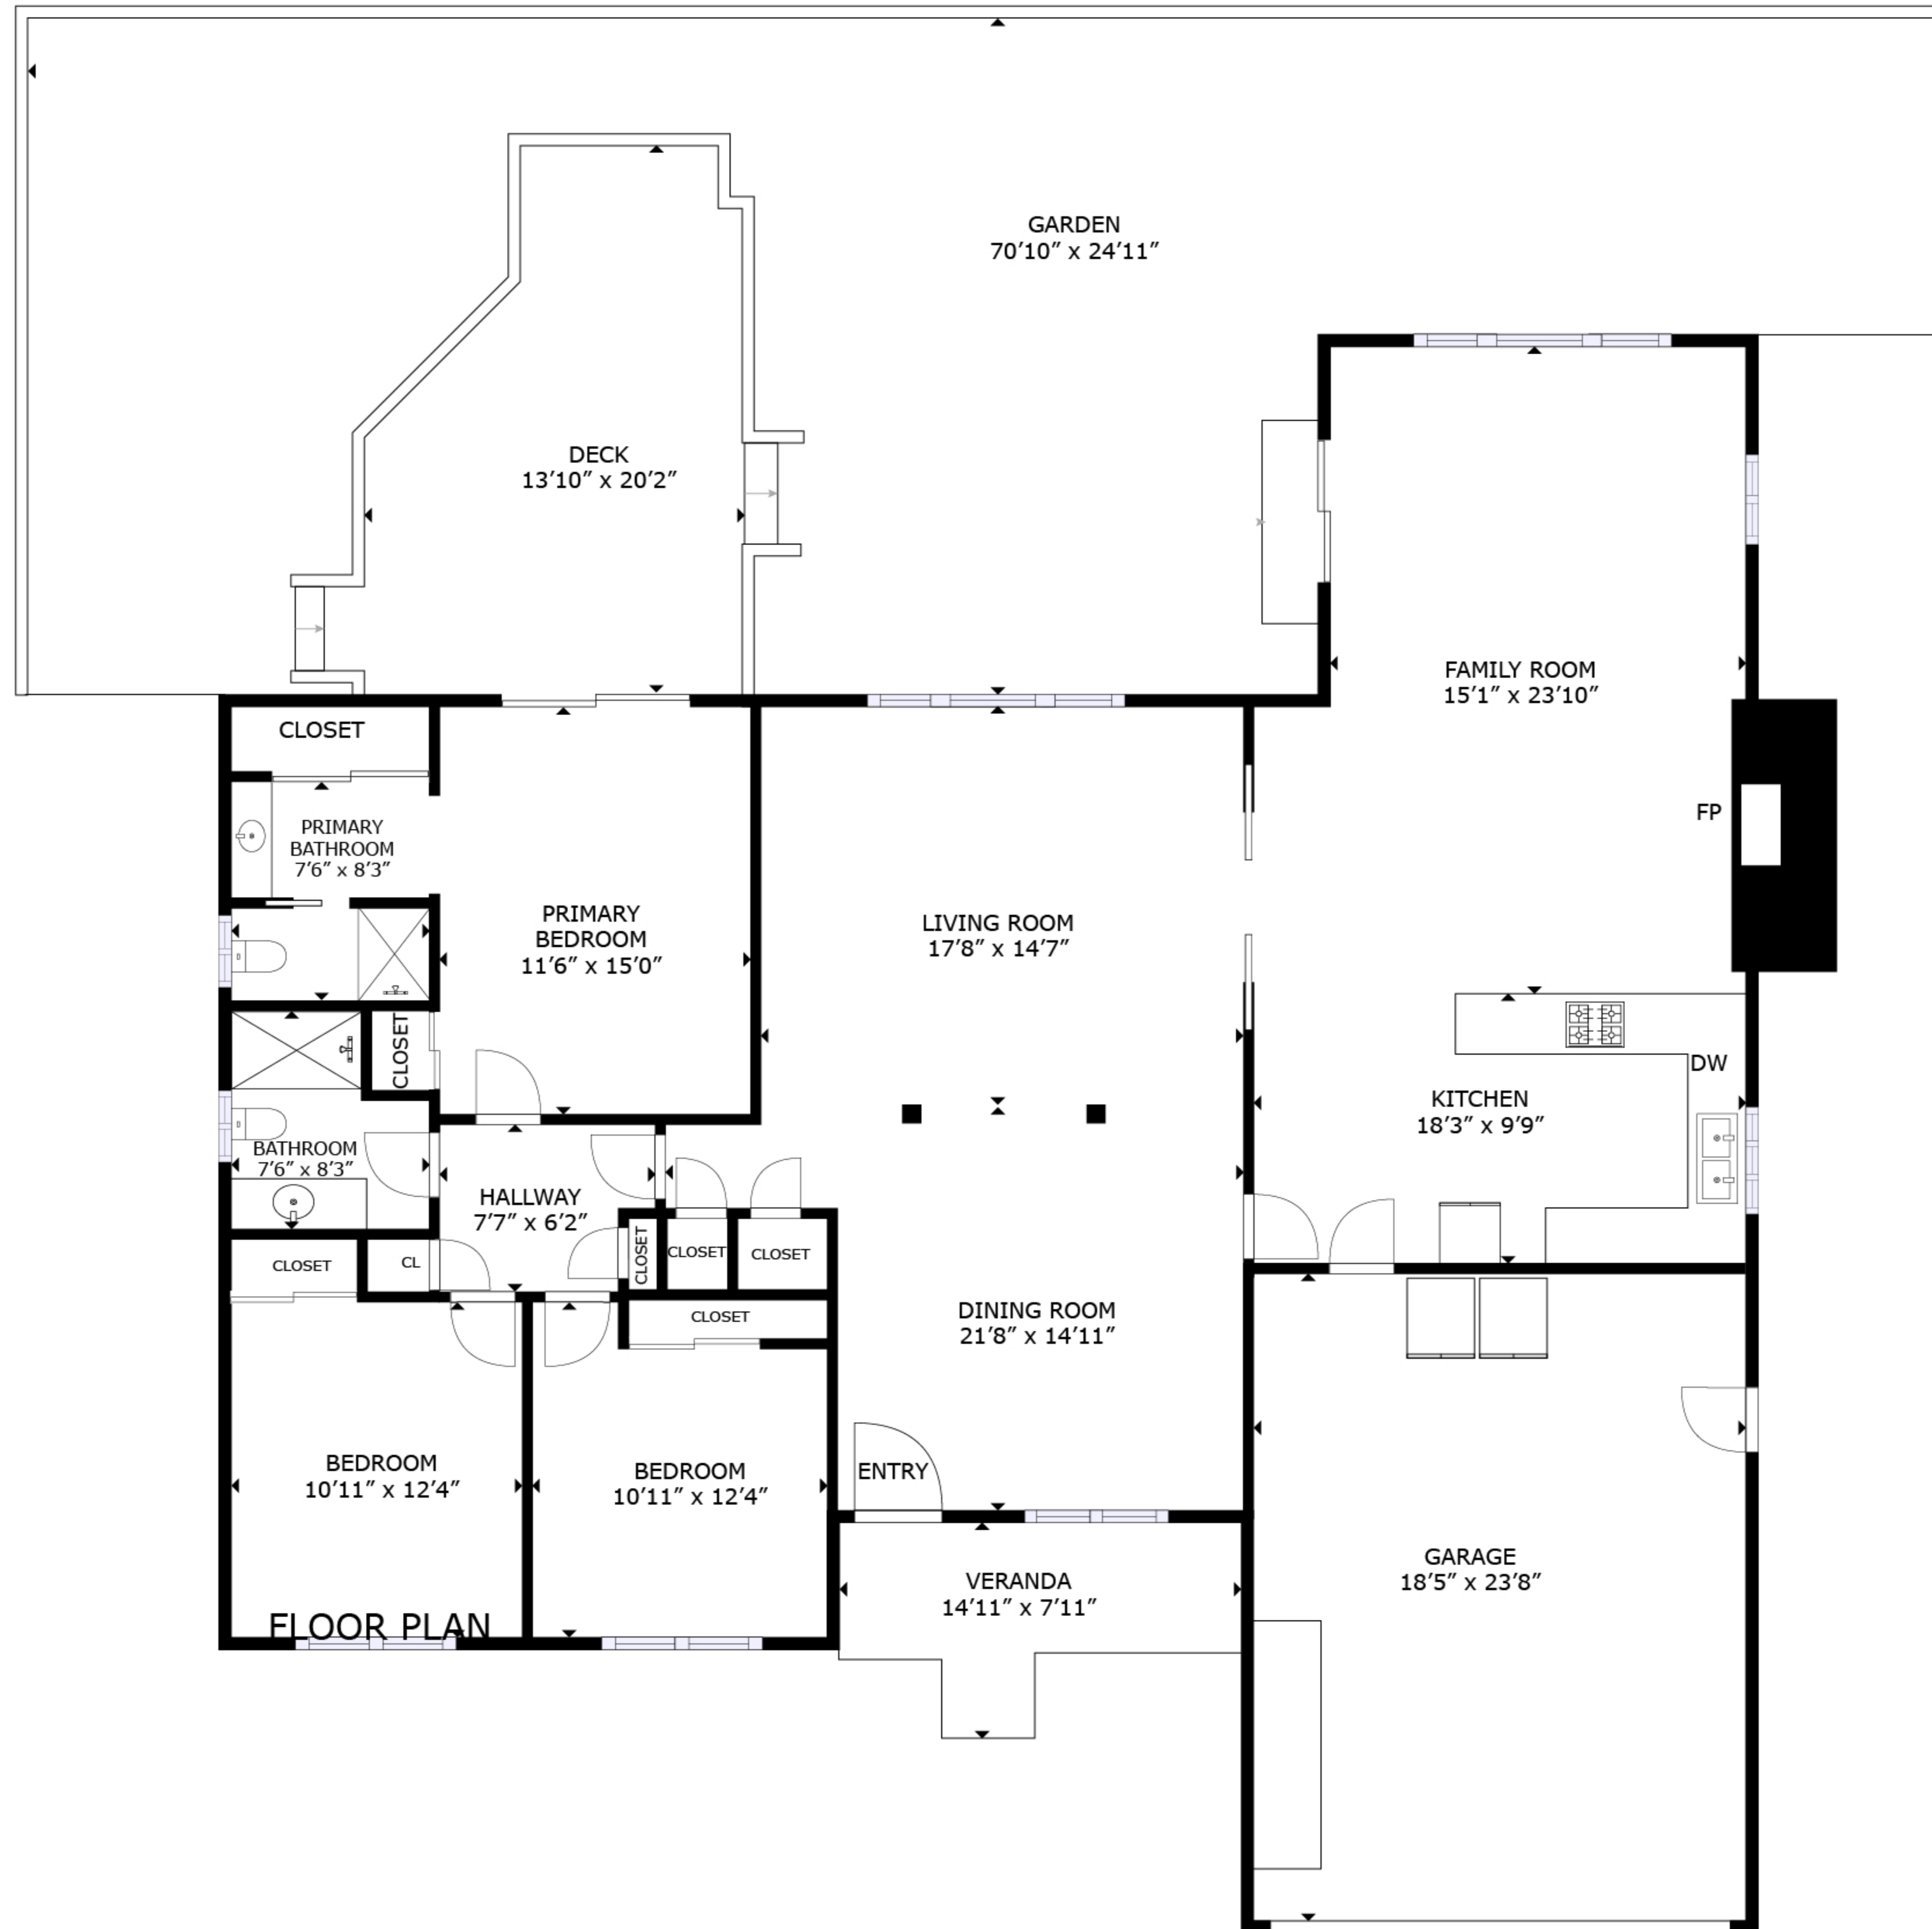 GARDEN
70’10” x 24’11”
DECK
13’10” x 20’2”
FAMILY ROOM
15’1” x 23’10”
CLOSET
FP
PRIMARY
BATHROOM
7’6” x 8’3”
PRIMARY
BEDROOM
11’6” x 15’0”
LIVING ROOM
17’8” x 14’7”
CLOSET
DW
KITCHEN
18’3” x 9’9”
BATHROOM
7’6” x 8’3”
HALLWAY
7’7” x 6’2”
CLOSET
CLOSET
CLOSET
CLOSET
CL
CLOSET
DINING ROOM
21’8” x 14’11”
BEDROOM
10’11” x 12’4”
BEDROOM
10’11” x 12’4”
ENTRY
GARAGE
18’5” x 23’8”
VERANDA
14’11” x 7’11”
FLOOR PLAN